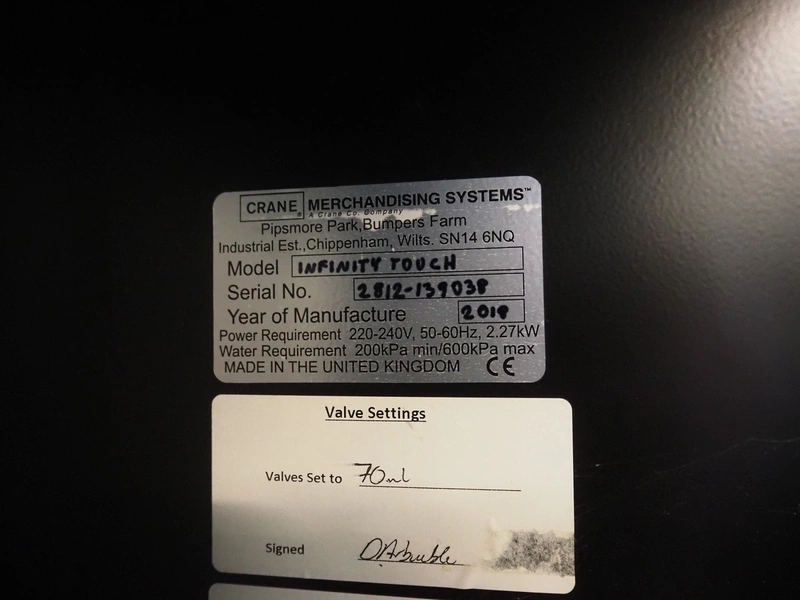 CRANE® MERCHANDISING SYSTEMS™
A Crane Co. Company
Pipsmore Park,Bumpers Farm
Industrial Est.,Chippenham, Wilts. SN14 6NQ
Model INFINITY TOUCH
Serial No. 2812-139038
Year of Manufacture
Power Requirement 220-240V, 50-60Hz, 2.27kW
Water Requirement 200kPa min/600kPa max
MADE IN THE UNITED KINGDOM CE
Valve Settings
Valves Set to 70ml
Signed